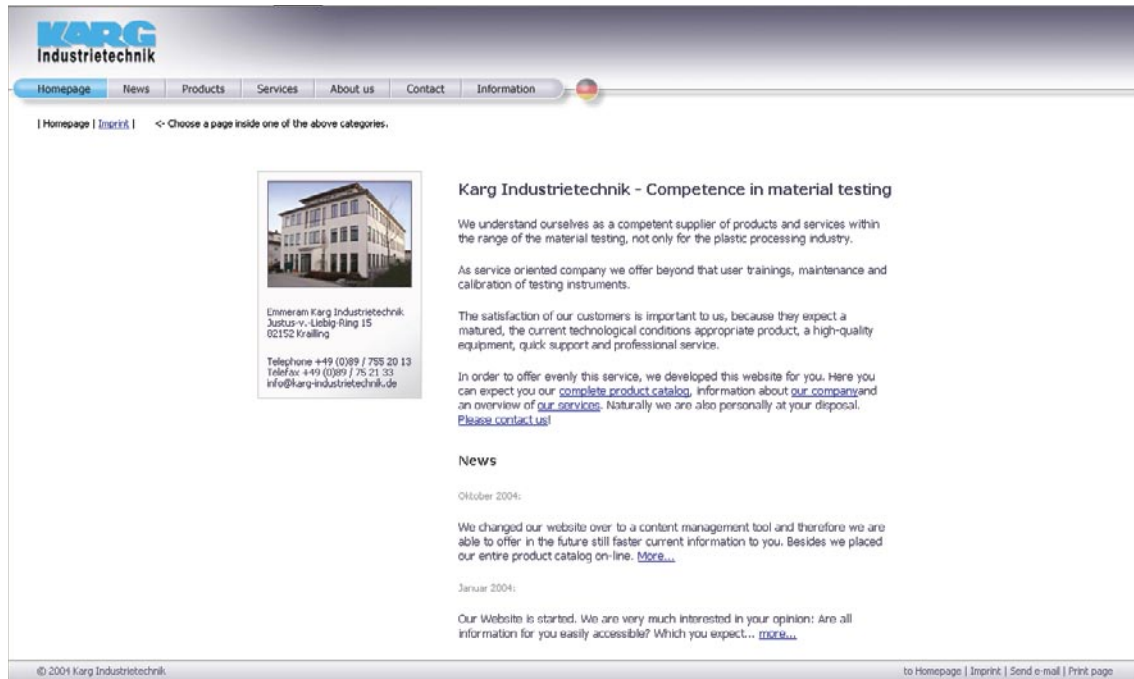 KARG
Industrietechnik
Homepage News Products Services About us Contact Information
| Homepage | Imprint | <- Choose a page inside one of the above categories.
Emmeram Karg Industrietechnik
Justus-v.-Liebig-Ring 15
82152 Krailling
Telephone +49 (0)89 / 755 20 13
Telefax +49 (0)89 / 75 21 33
info@karg-industrietechnik.de
Karg Industrietechnik - Competence in material testing
We understand ourselves as a competent supplier of products and services within
the range of the material testing, not only for the plastic processing industry.
As service oriented company we offer beyond that user trainings, maintenance and
calibration of testing instruments.
The satisfaction of our customers is important to us, because they expect a
matured, the current technological conditions appropriate product, a high-quality
equipment, quick support and professional service.
In order to offer evenly this service, we developed this website for you. Here you
can expect you our complete product catalog, information about our companyand
an overview of our services. Naturally we are also personally at your disposal.
Please contact us!
News
Oktober 2004:
We changed our website over to a content management tool and therefore we are
able to offer in the future still faster current information to you. Besides we placed
our entire product catalog on-line. More...
Januar 2004:
Our Website is started. We are very much interested in your opinion: Are all
information for you easily accessible? Which you expect... more...
© 2004 Karg Industrietechnik
to Homepage | Imprint | Send e-mail | Print page